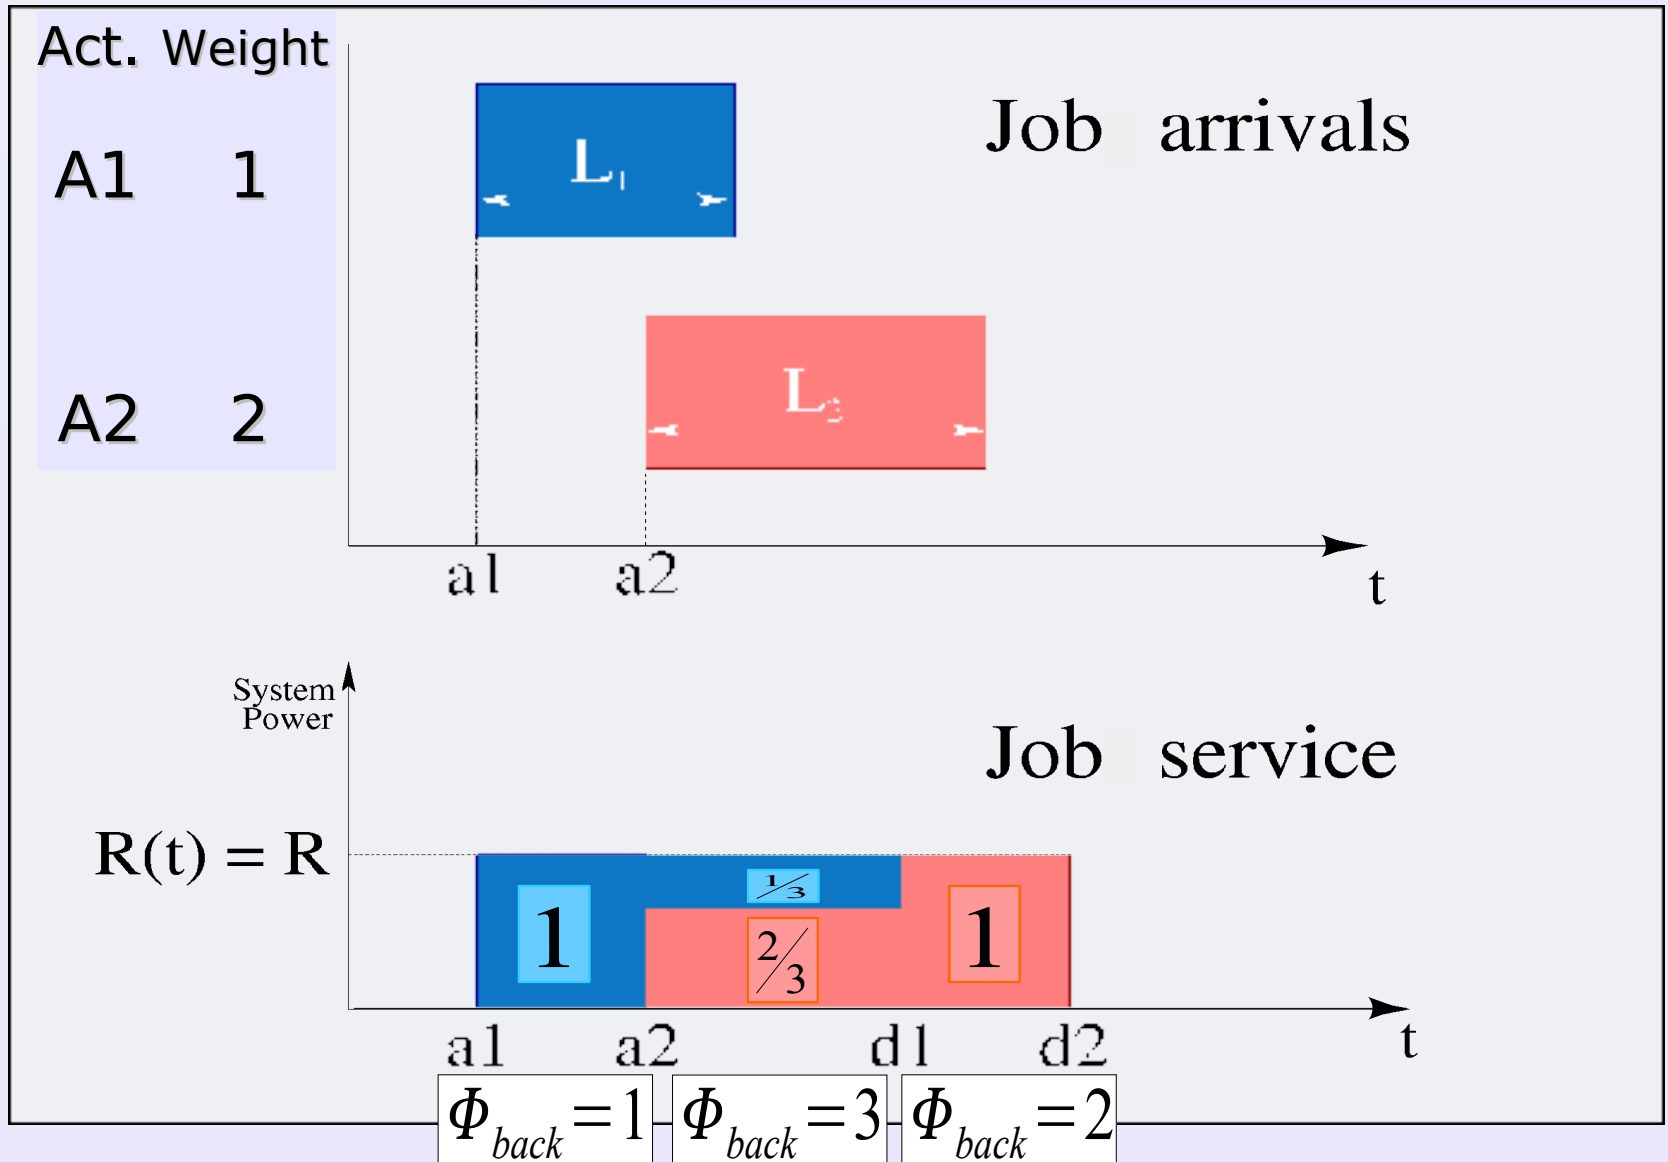 Act. Weight
A1 1
A2 2
Job arrivals
L1
L2
a1 a2 t
System
Power
Job service
R(t) = R
1 1/3 2/3 1
a1 a2 d1 d2 t
Φback=1 Φback=3 Φback=2